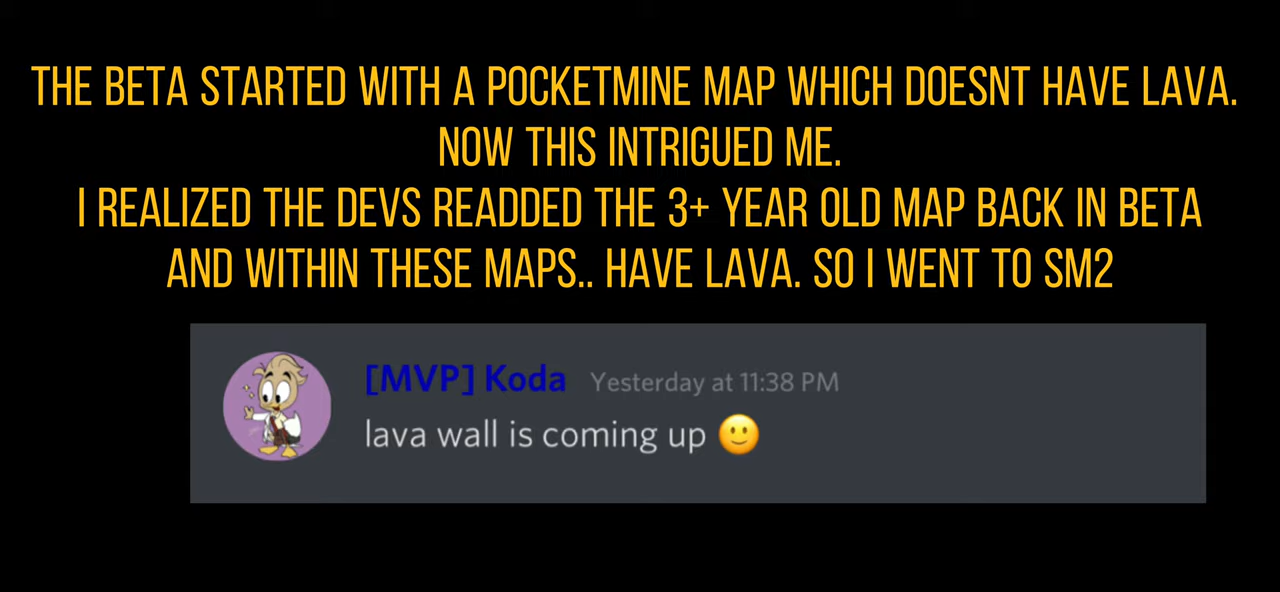 THE BETA STARTED WITH A POCKETMINE MAP WHICH DOESNT HAVE LAVA.
NOW THIS INTRIGUED ME.
I REALIZED THE DEVS READDED THE 3+ YEAR OLD MAP BACK IN BETA
AND WITHIN THESE MAPS.. HAVE LAVA. SO I WENT TO SM2
[MVP] Koda Yesterday at 11:38 PM
lava wall is coming up 🙂